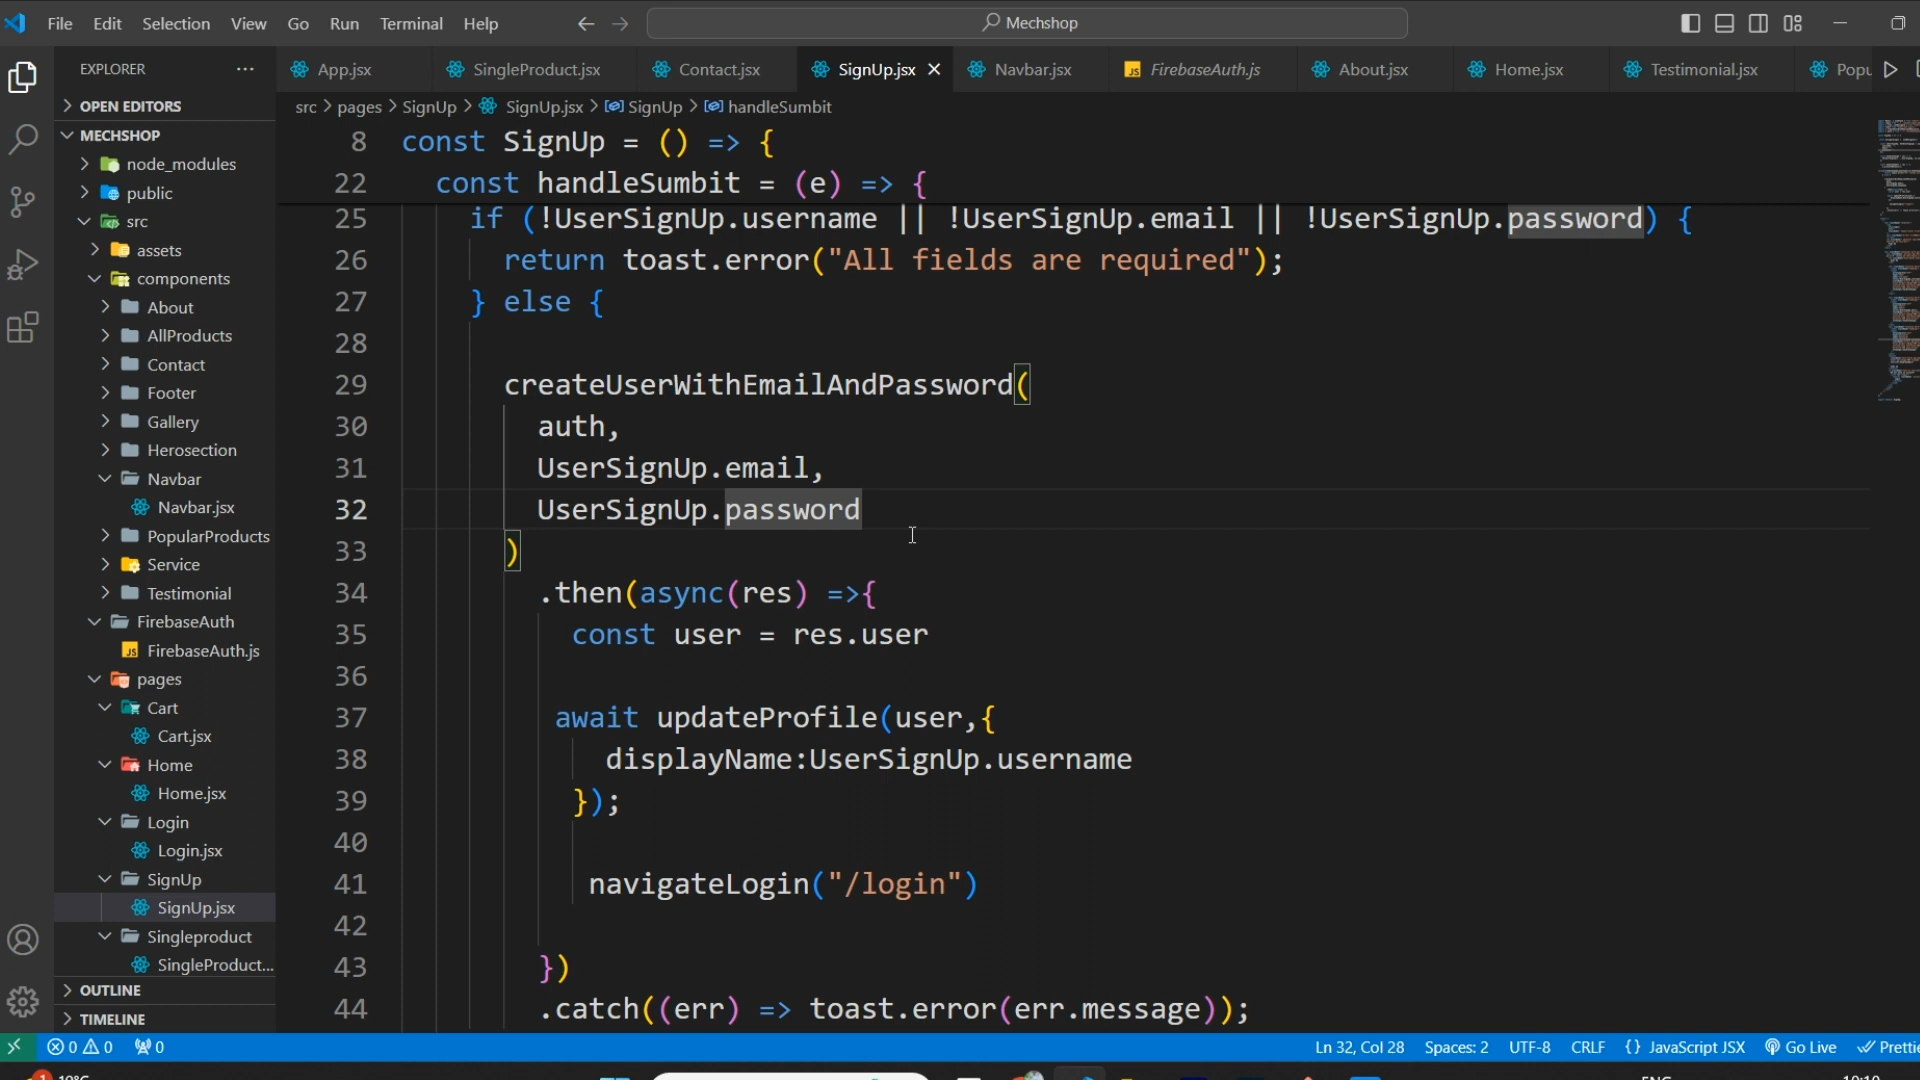 File Edit Selection View Go Run Terminal Help
Mechshop
EXPLORER
App.jsx SingleProduct.jsx Contact.jsx SignUp.jsx Navbar.jsx FirebaseAuth.js About.jsx Home.jsx Testimonial.jsx Popu
src > pages > SignUp > SignUp.jsx > SignUp > handleSumbit
OPEN EDITORS
MECHSHOP
node_modules
public
src
assets
components
About
AllProducts
Contact
Footer
Gallery
Herosection
Navbar
Navbar.jsx
PopularProducts
Service
Testimonial
FirebaseAuth
FirebaseAuth.js
pages
Cart
Cart.jsx
Home
Home.jsx
Login
Login.jsx
SignUp
SignUp.jsx
Singleproduct
SingleProduct...
OUTLINE
TIMELINE
8 const SignUp = () => {
22 const handleSumbit = (e) => {
25 if (!UserSignUp.username || !UserSignUp.email || !UserSignUp.password) {
26 return toast.error("All fields are required");
27 } else {
28
29 createUserWithEmailAndPassword(
30 auth,
31 UserSignUp.email,
32 UserSignUp.password
33 )
34 .then(async(res) =>{
35 const user = res.user
36
37 await updateProfile(user,{
38 displayName:UserSignUp.username
39 });
40
41 navigateLogin("/login")
42
43 })
44 .catch((err) => toast.error(err.message));
0 0 0 Ln 32, Col 28 Spaces: 2 UTF-8 CRLF {} JavaScript JSX Go Live Prettie